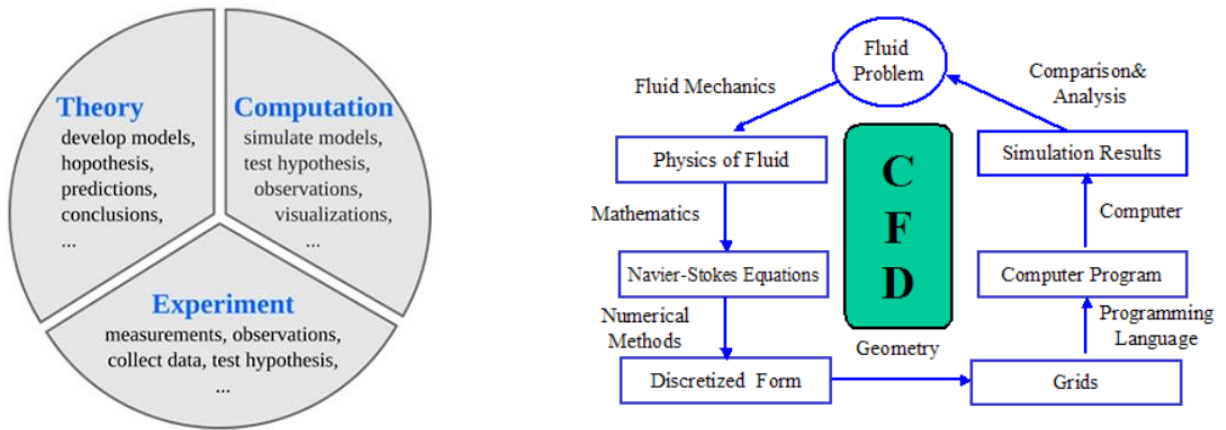 Theory
develop models,
hopothesis,
predictions,
conclusions,
...
Computation
simulate models,
test hypothesis,
observations,
visualizations,
...
Experiment
measurements, observations,
collect data, test hypothesis,
...
Fluid
Problem
Fluid Mechanics
Physics of Fluid
Mathematics
Navier-Stokes Equations
Numerical
Methods
Discretized Form
Geometry
Grids
Programming
Language
Computer Program
Computer
Simulation Results
Comparison&
Analysis
C
F
D